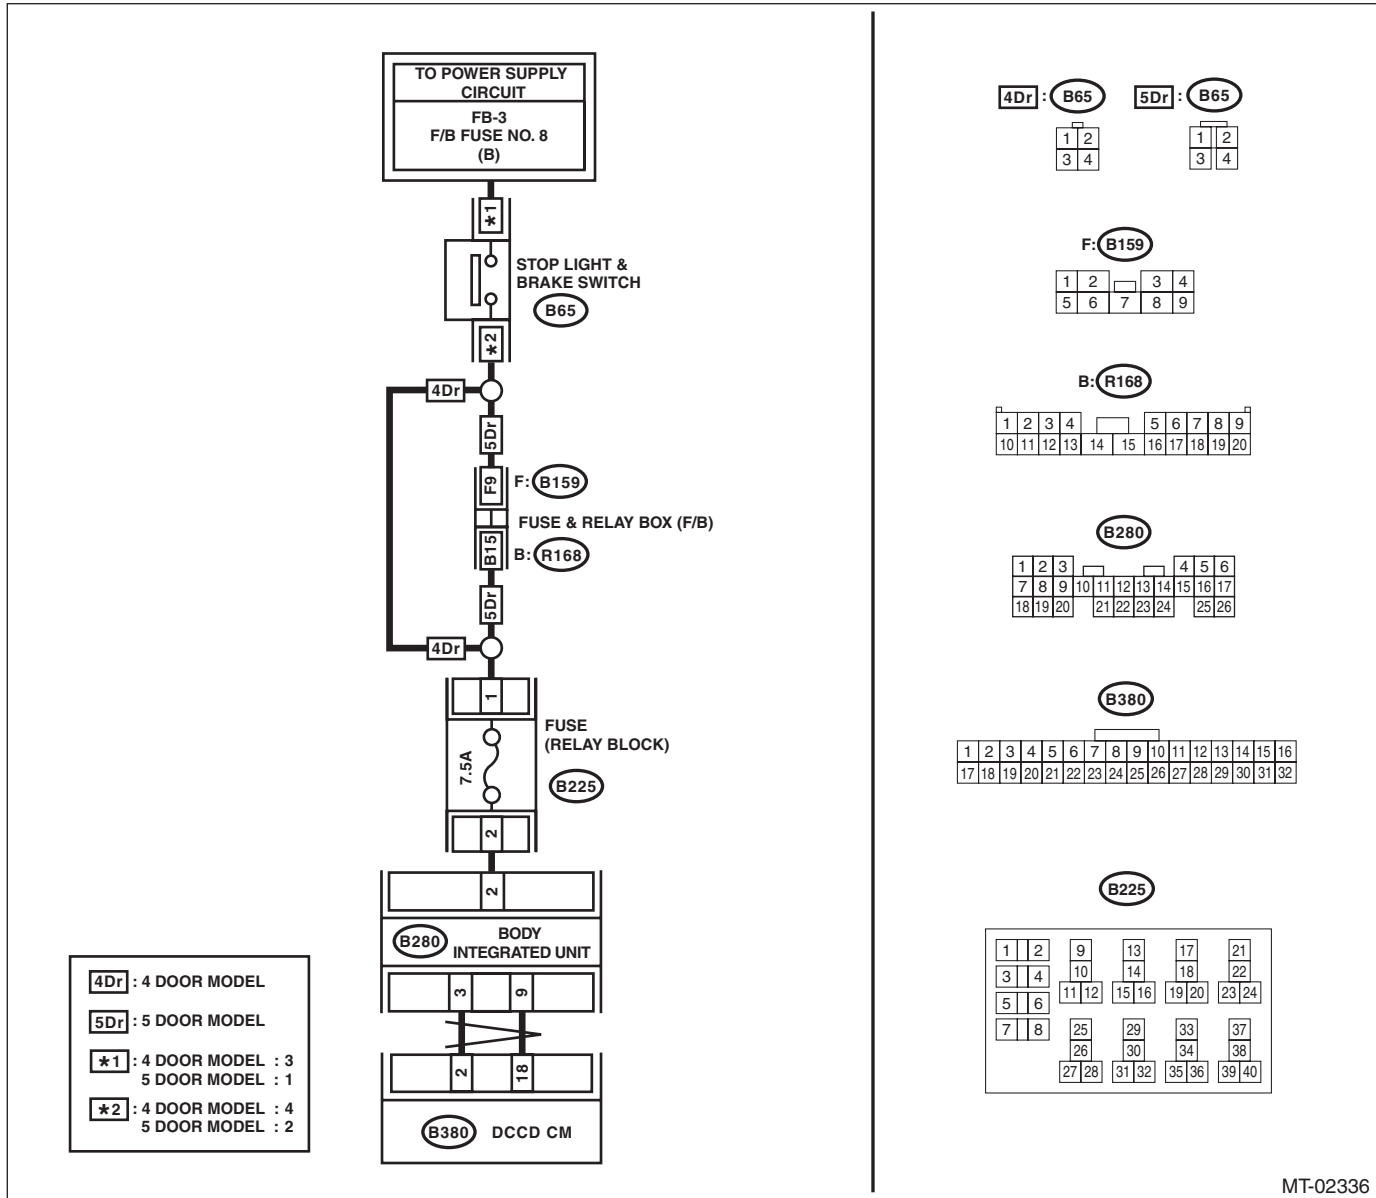 TO POWER SUPPLY
CIRCUIT
FB-3
F/B FUSE NO. 8
(B)
*1
STOP LIGHT &
BRAKE SWITCH
B65
*2
4Dr
5Dr
F9
F: B159
FUSE & RELAY BOX (F/B)
B15
B: R168
5Dr
4Dr
1
FUSE
(RELAY BLOCK)
7.5A
B225
2
2
B280
BODY
INTEGRATED UNIT
3 9
2 18
B380 DCCD CM
4Dr : 4 DOOR MODEL
5Dr : 5 DOOR MODEL
*1 : 4 DOOR MODEL : 3
5 DOOR MODEL : 1
*2 : 4 DOOR MODEL : 4
5 DOOR MODEL : 2
4Dr : B65 5Dr : B65
1 2 1 2
3 4 3 4
F: B159
1 2 3 4
5 6 7 8 9
B: R168
1 2 3 4 5 6 7 8 9
10 11 12 13 14 15 16 17 18 19 20
B280
1 2 3 4 5 6
7 8 9 10 11 12 13 14 15 16 17
18 19 20 21 22 23 24 25 26
B380
1 2 3 4 5 6 7 8 9 10 11 12 13 14 15 16
17 18 19 20 21 22 23 24 25 26 27 28 29 30 31 32
B225
1 2 9 13 17 21
3 4 10 14 18 22
5 6 11 12 15 16 19 20 23 24
7 8 25 29 33 37
26 30 34 38
27 28 31 32 35 36 39 40
MT-02336